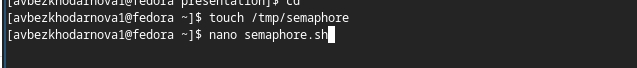 [avbezkhodarnova1@fedora presentation]$ cd
[avbezkhodarnova1@fedora ~]$ touch /tmp/semaphore
[avbezkhodarnova1@fedora ~]$ nano semaphore.sh